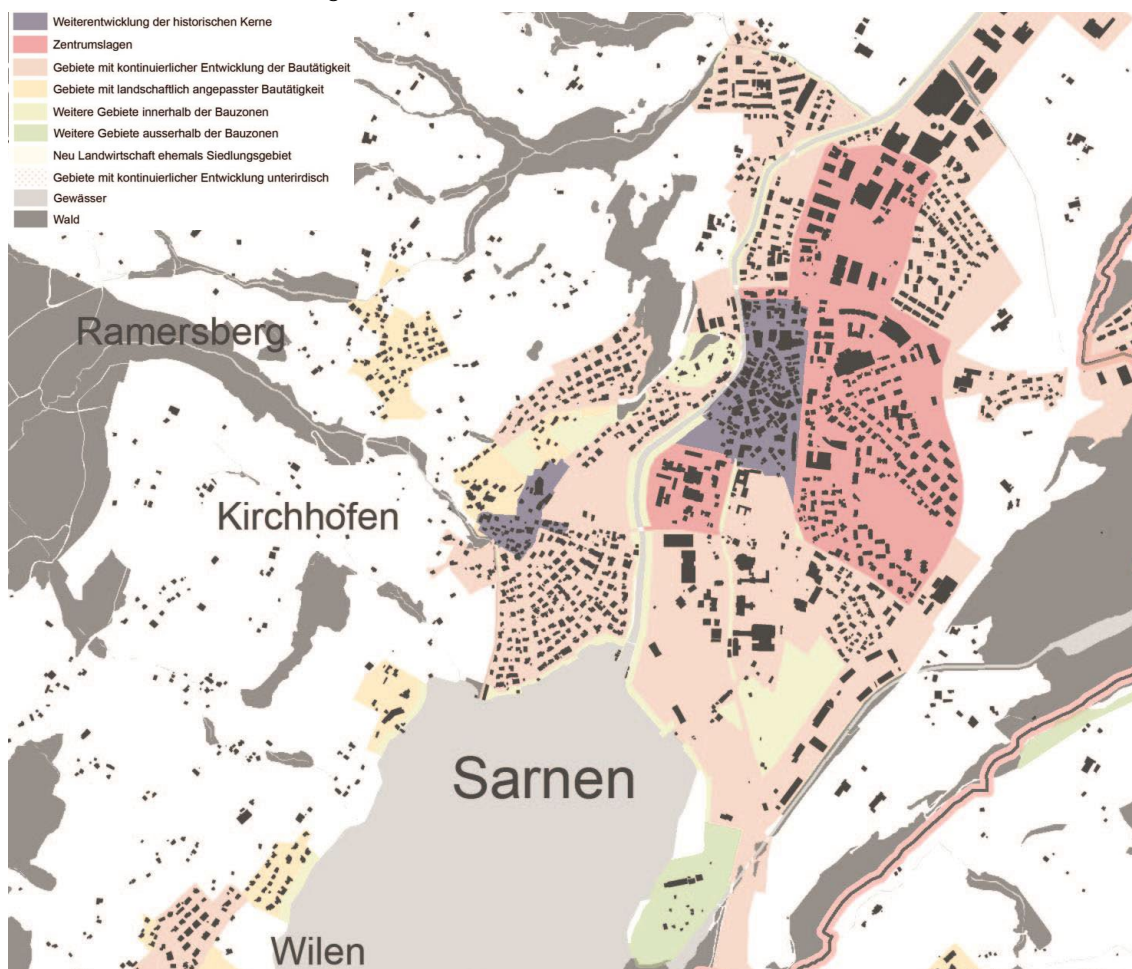 Weiterentwicklung der historischen Kerne
Zentrumslagen
Gebiete mit kontinuierlicher Entwicklung der Bautätigkeit
Gebiete mit landschaftlich angepasster Bautätigkeit
Weitere Gebiete innerhalb der Bauzonen
Weitere Gebiete ausserhalb der Bauzonen
Neu Landwirtschaft ehemals Siedlungsgebiet
Gebiete mit kontinuierlicher Entwicklung unterirdisch
Gewässer
Wald
Ramersberg
Kirchhofen
Sarnen
Wilen